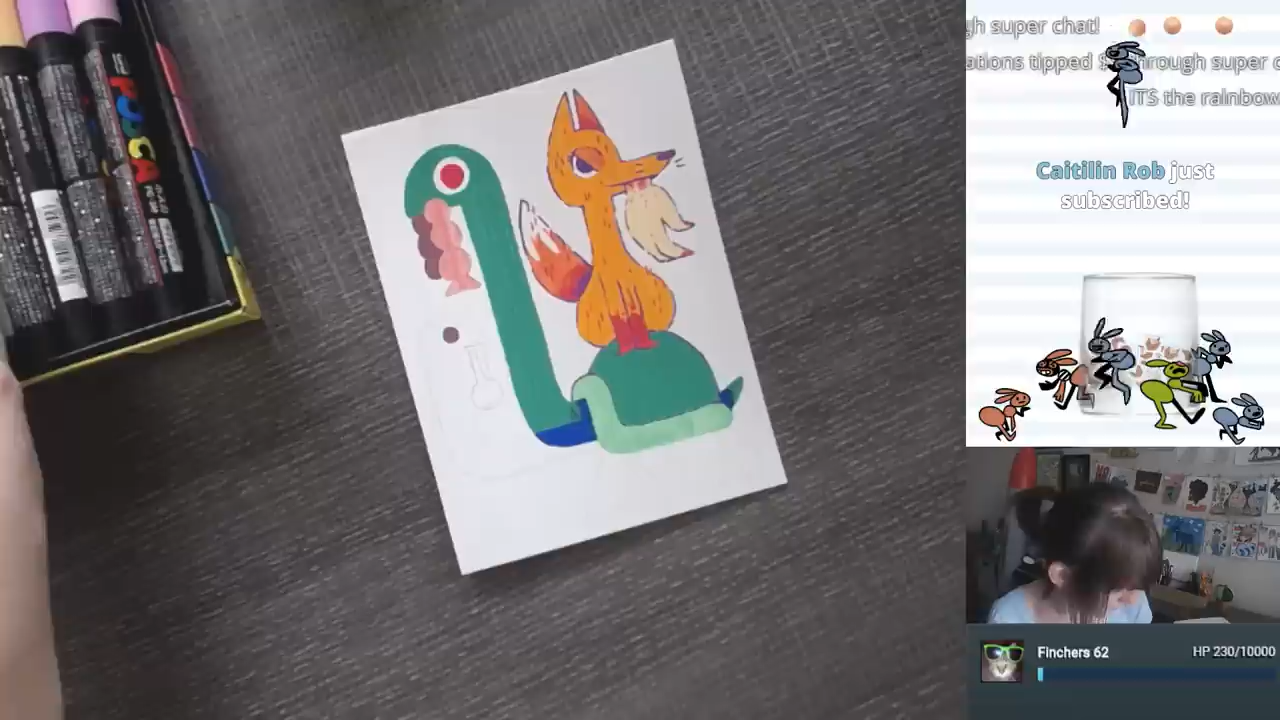 gh super chat!
ations tipped $ through super c
ITS the rainbow
Caitilin Rob just
subscribed!
POSCA
Finchers 62
HP 230/10000